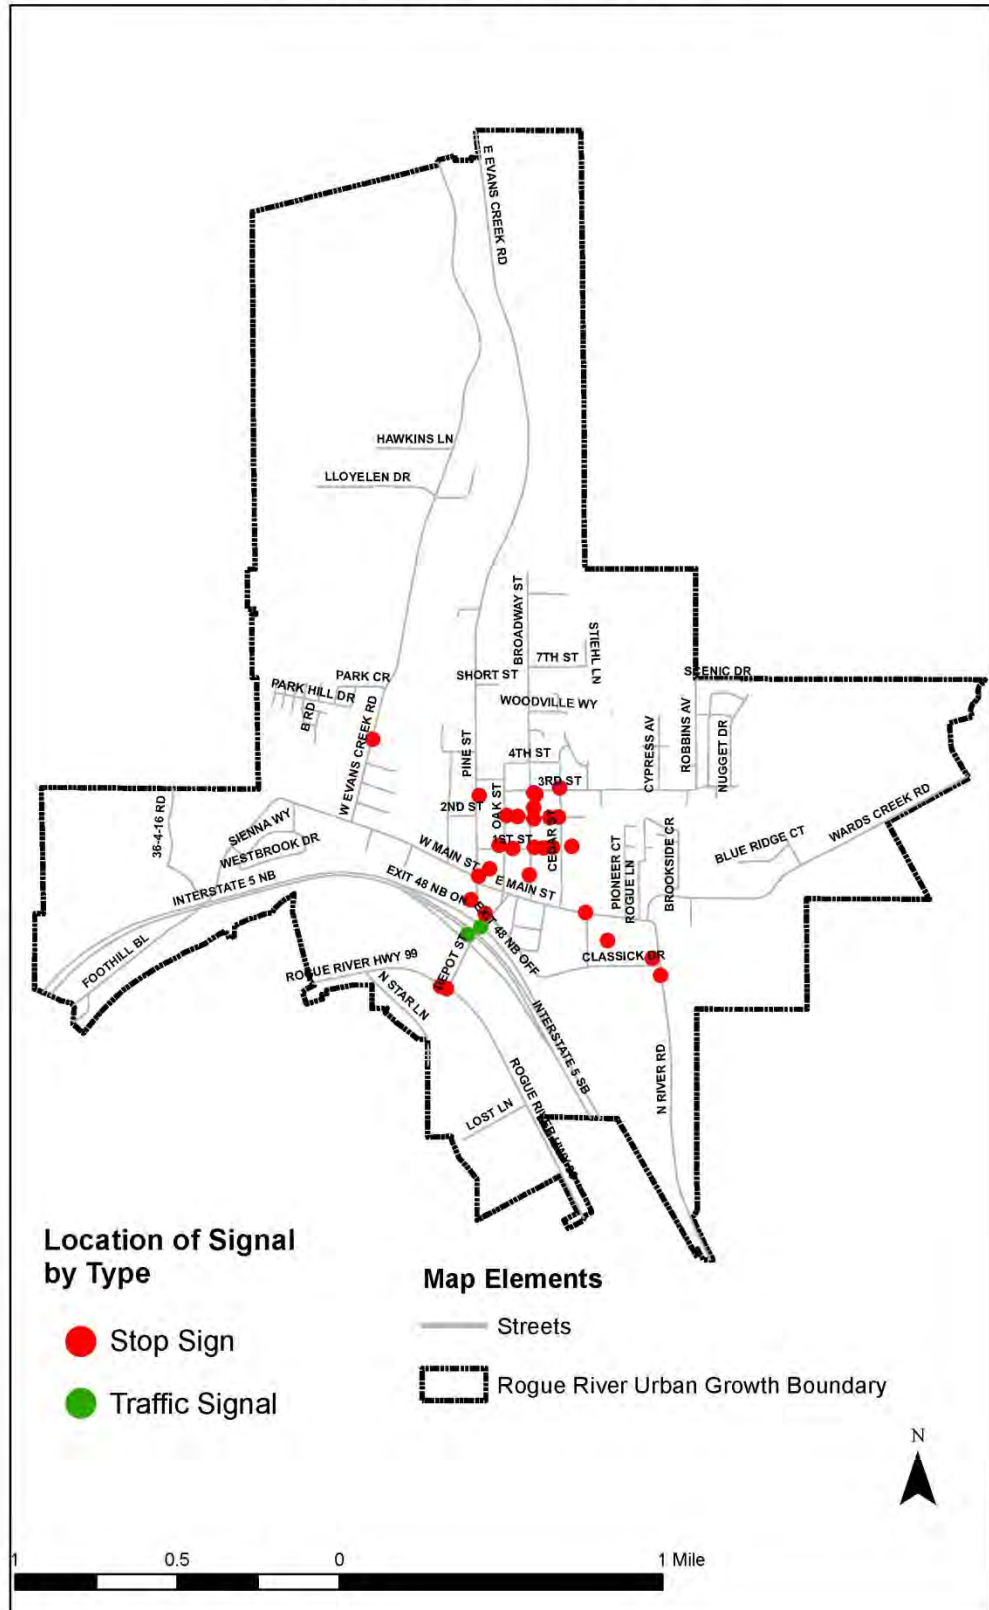 E EVANS CREEK RD
HAWKINS LN
LLOYELEN DR
BROADWAY ST
STIEHL LN
7TH ST
SHORT ST
SCENIC DR
PARK CR
PARK HILL DR
B RD
WOODVILLE WY
W EVANS CREEK RD
PINE ST
4TH ST
CYPRESS AV
ROBBINS AV
NUGGET DR
3RD ST
2ND ST
OAK ST
WARDS CREEK RD
36-4-16 RD
SIENNA WY
WESTBROOK DR
1ST ST
CEDAR ST
W MAIN ST
E MAIN ST
PIONEER CT
ROGUE LN
BROOKSIDE CR
BLUE RIDGE CT
INTERSTATE 5 NB
EXIT 48 NB ON
EXIT 48 NB OFF
FOOTHILL BL
ROGUE RIVER HWY 99
DEPOT ST
CLASSICK DR
N STAR LN
INTERSTATE 5 SB
N RIVER RD
ROGUE RIVER HWY 99
LOST LN
Location of Signal
by Type
Stop Sign
Traffic Signal
Map Elements
Streets
Rogue River Urban Growth Boundary
N
1 0.5 0 1 Mile